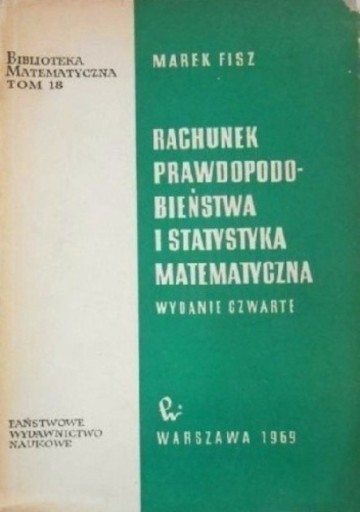 BIBLIOTEKA
MATEMATYCZNA
TOM 18
MAREK FISZ
RACHUNEK
PRAWDOPODO-
BIEŃSTWA
I STATYSTYKA
MATEMATYCZNA
WYDANIE CZWARTE
PAŃSTWOWE
WYDAWNICTWO
NAUKOWE
WARSZAWA 1969